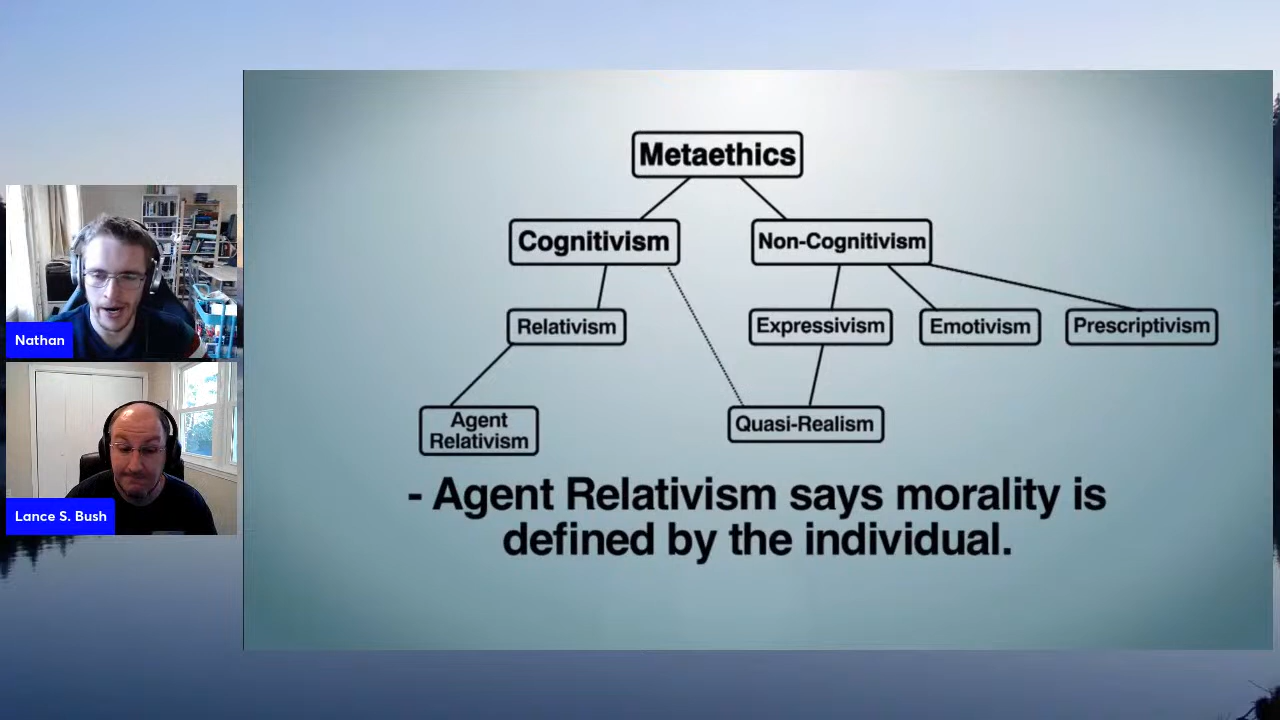 Metaethics
Cognitivism
Non-Cognitivism
Relativism
Expressivism
Emotivism
Prescriptivism
Agent
Relativism
Quasi-Realism
- Agent Relativism says morality is
defined by the individual.
Nathan
Lance S. Bush